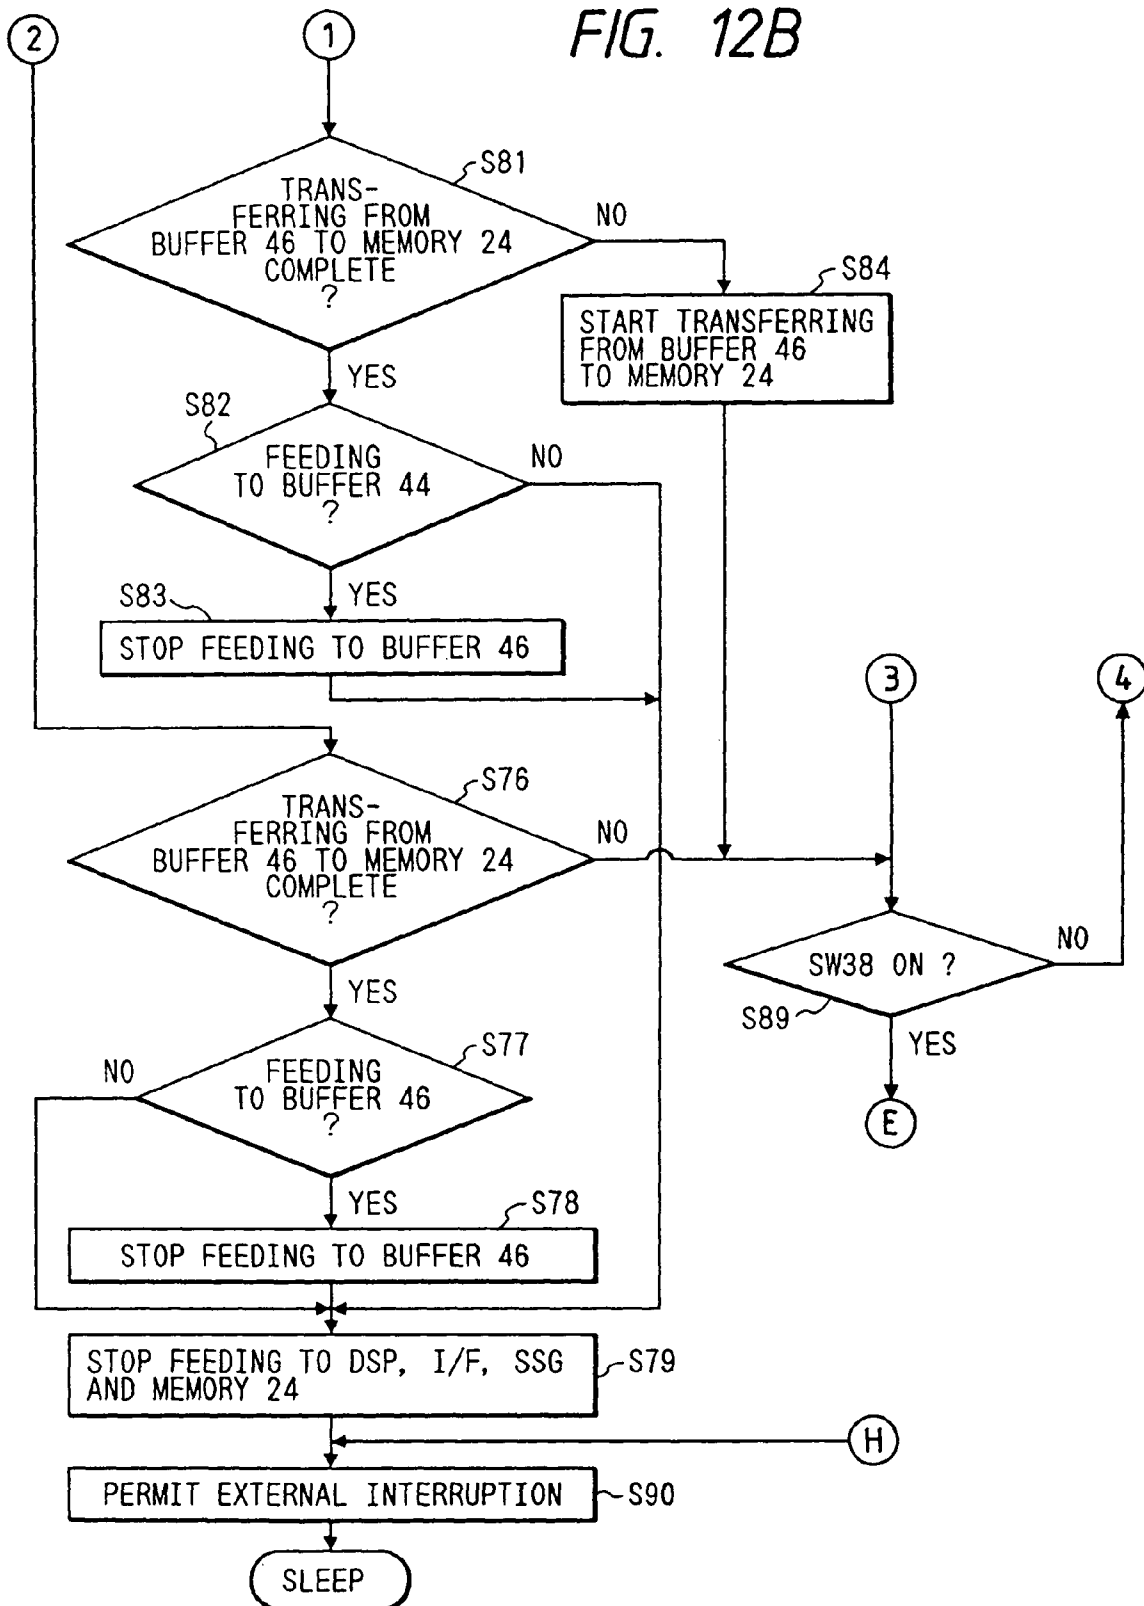 FIG. 12B
2
1
S81
TRANS-
FERRING FROM
BUFFER 46 TO MEMORY 24
COMPLETE
?
NO
YES
S84
START TRANSFERRING
FROM BUFFER 46
TO MEMORY 24
S82
FEEDING
TO BUFFER 44
?
NO
YES
S83
STOP FEEDING TO BUFFER 46
3
4
S76
TRANS-
FERRING FROM
BUFFER 46 TO MEMORY 24
COMPLETE
?
NO
YES
SW38 ON ?
NO
S89
YES
E
S77
NO
FEEDING
TO BUFFER 46
?
YES
S78
STOP FEEDING TO BUFFER 46
STOP FEEDING TO DSP, I/F, SSG
AND MEMORY 24
S79
H
PERMIT EXTERNAL INTERRUPTION
S90
SLEEP